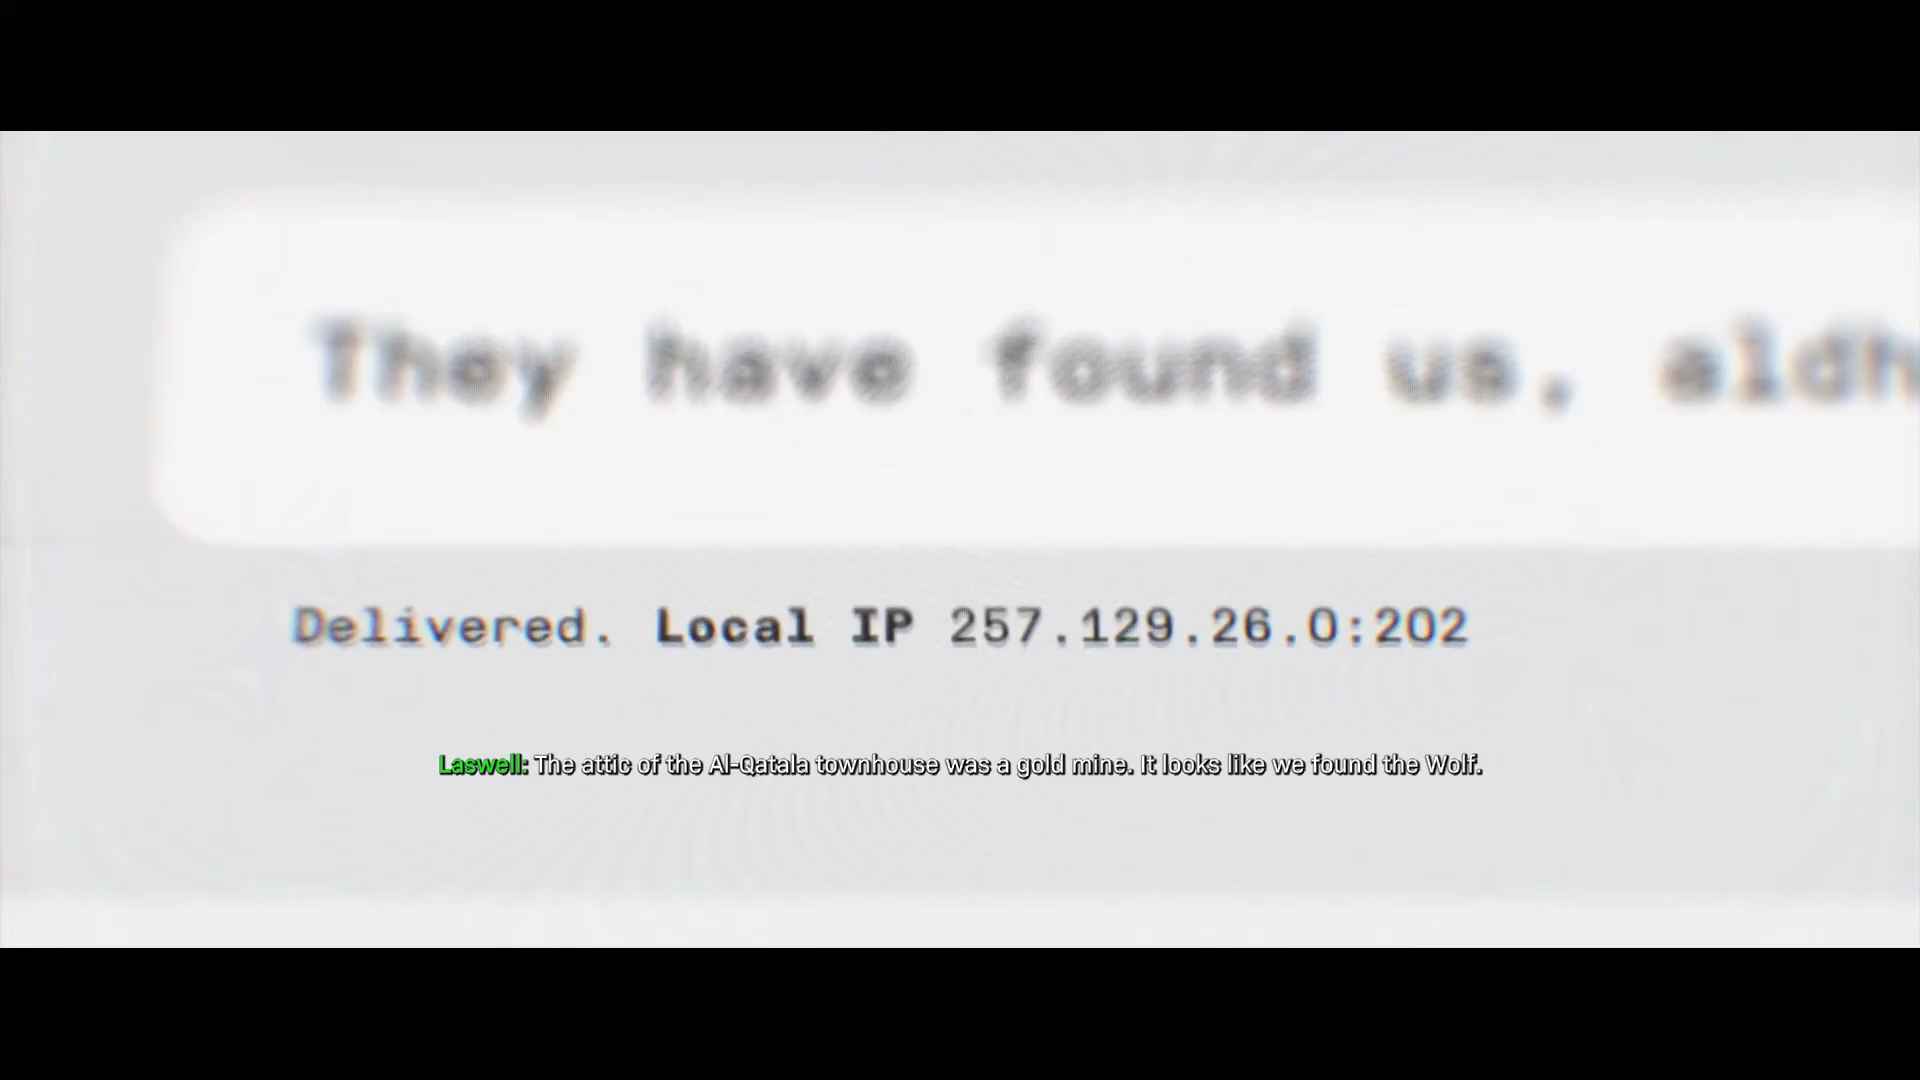 They have found us, aldh
Delivered. Local IP 257.129.26.0:202
Laswell: The attic of the Al-Qatala townhouse was a gold mine. It looks like we found the Wolf.